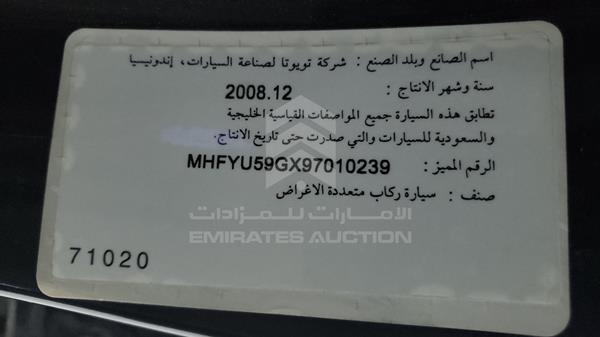 اسم الصانع وبلد الصنع : شركة تويوتا لصناعة السيارات، إندونيسيا
سنة وشهر الانتاج : 2008.12
تطابق هذه السيارة جميع المواصفات القياسية الخليجية
والسعودية للسيارات والتي صدرت حتى تاريخ الانتاج.
الرقم المميز : MHFYU59GX97010239
صنف : سيارة ركاب متعددة الاغراض
الامارات للمزادات
EMIRATES AUCTION
71020